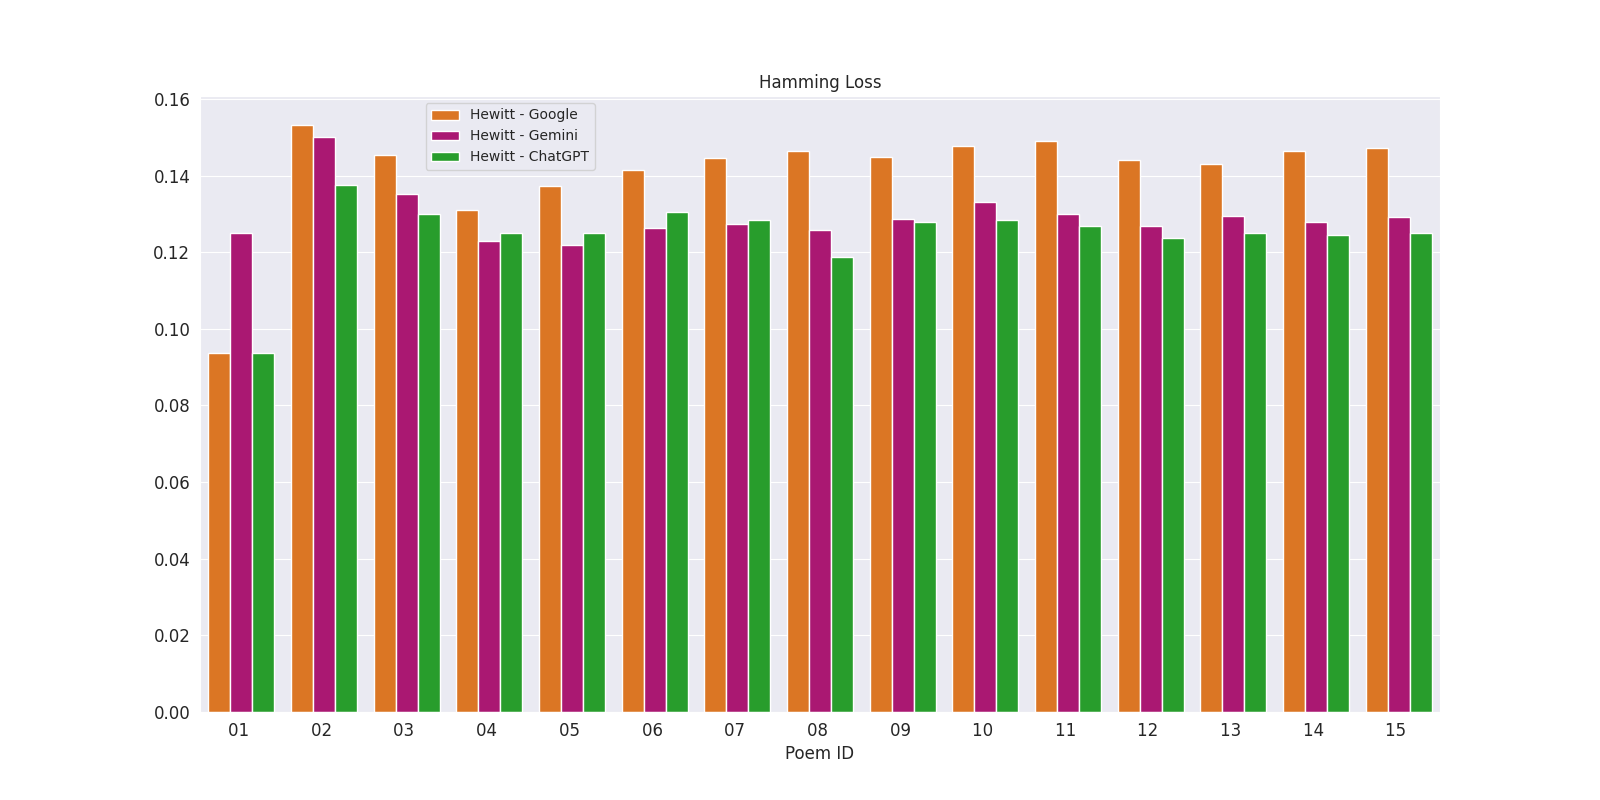 Hamming Loss
Hewitt - Google
Hewitt - Gemini
Hewitt - ChatGPT
0.16
0.14
0.12
0.10
0.08
0.06
0.04
0.02
0.00
01 02 03 04 05 06 07 08 09 10 11 12 13 14 15
Poem ID